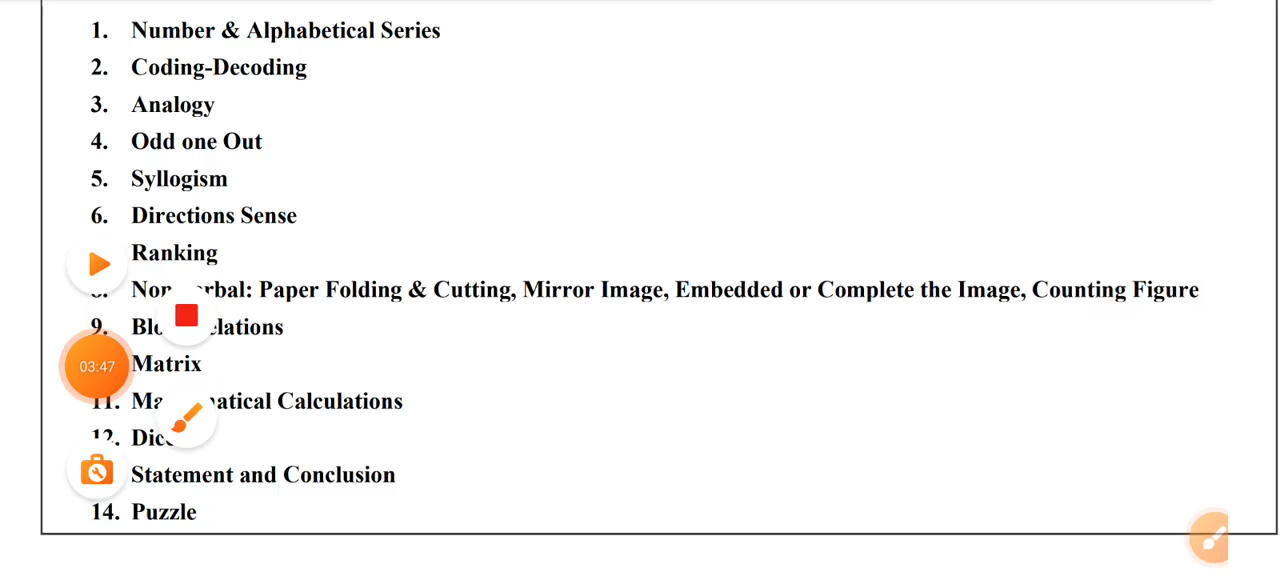 1. Number & Alphabetical Series
2. Coding-Decoding
3. Analogy
4. Odd one Out
5. Syllogism
6. Directions Sense
Ranking
Paper Folding & Cutting, Mirror Image, Embedded or Complete the Image, Counting Figure
9.
03:47 Matrix
11. Calculations
12.
Statement and Conclusion
14. Puzzle